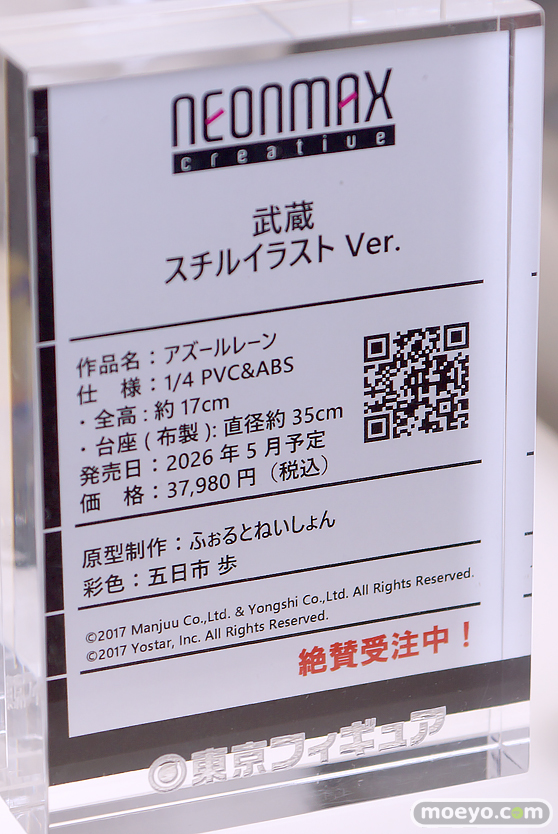 NEONMAX
creative
武蔵
スチルイラスト Ver.
作品名：アズールレーン
仕　様：1/4 PVC&ABS
・全高：約 17cm
・台座 ( 布製 )：直径約 35cm
発売日：2026 年 5 月予定
価　格：37,980 円（税込）
原型制作：ふぉるとねいしょん
彩色：五日市 歩
©2017 Manjuu Co.,Ltd. & Yongshi Co.,Ltd. All Rights Reserved.
©2017 Yostar, Inc. All Rights Reserved.
絶賛受注中！
東京フィギュア
moeyo.com